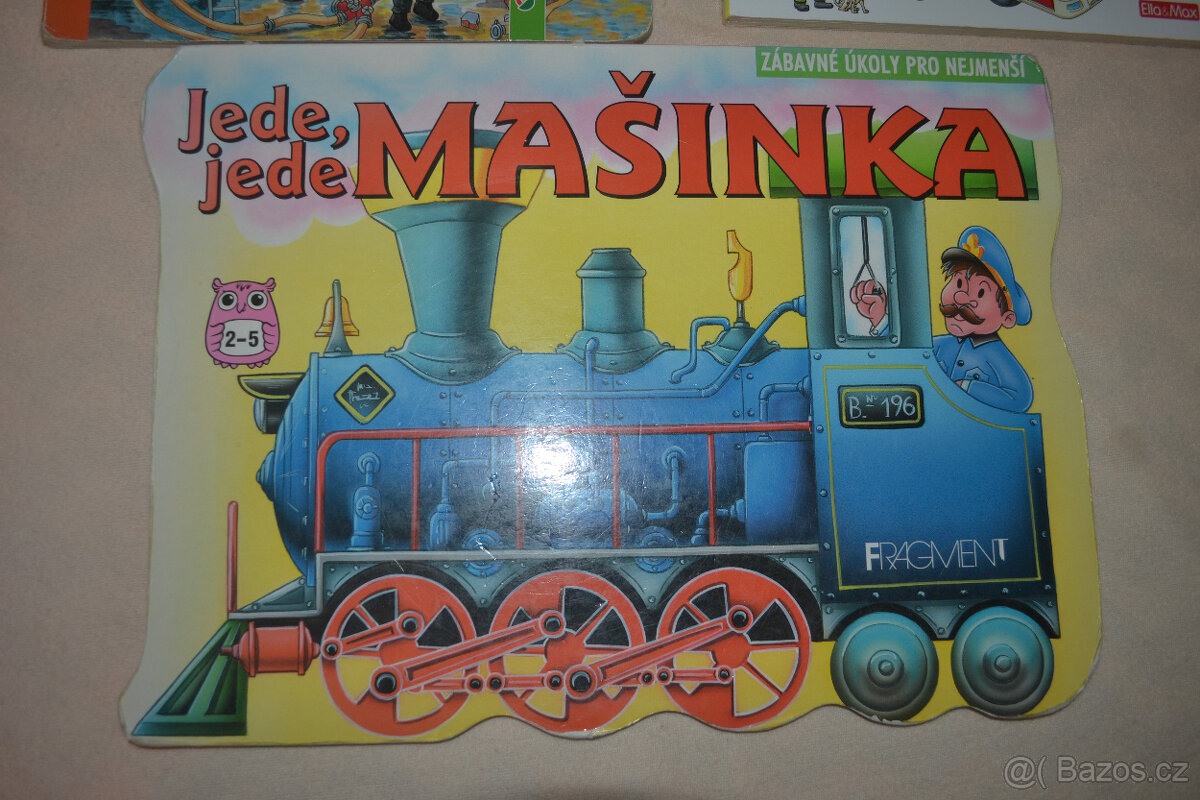 Ella & Max
ZÁBAVNÉ ÚKOLY PRO NEJMENŠÍ
Jede,
jede MAŠINKA
2-5
B. Nº 196
FRAGMENT
@( Bazos.cz